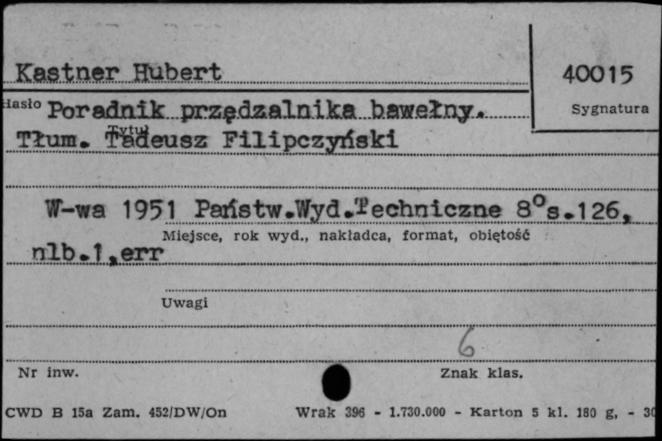 Kastner Hubert
40015
Hasło Poradnik przędzalnika bawełny.
Sygnatura
Tytuł
Tłum. Tadeusz Filipczyński
W-wa 1951 Państw.Wyd.Techniczne 8° s.126,
Miejsce, rok wyd., nakładca, format, objętość
nlb.1,err
Uwagi
6
Nr inw.
Znak klas.
CWD B 15a Zam. 452/DW/On Wrak 396 - 1.730.000 - Karton 5 kl. 180 g, - 30